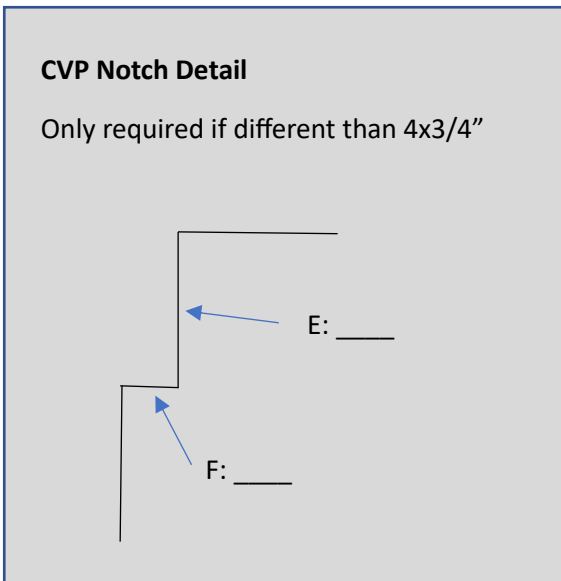 CVP Notch Detail
Only required if different than 4x3/4”
E: ____
F: ____